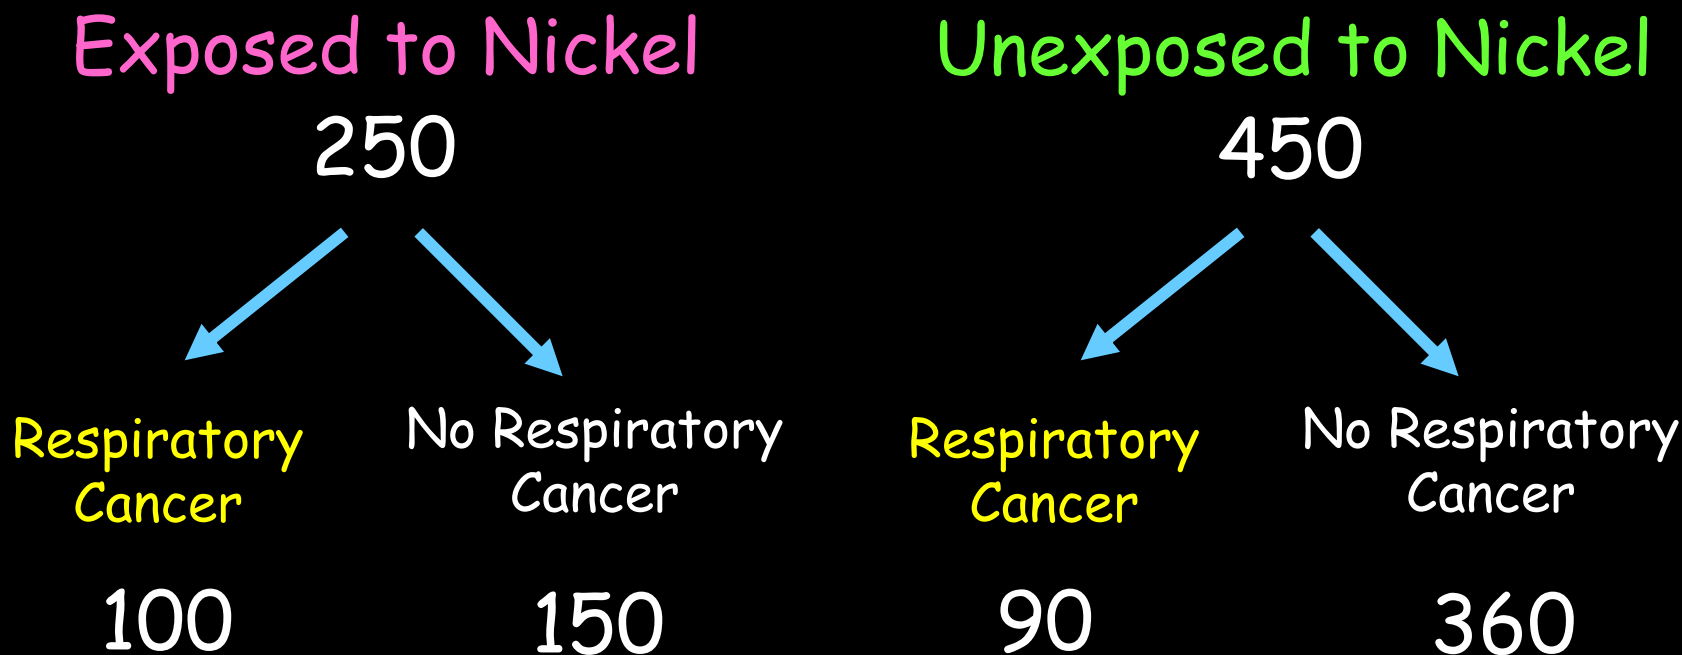 Exposed to Nickel
250
Respiratory
Cancer
100
No Respiratory
Cancer
150
Unexposed to Nickel
450
Respiratory
Cancer
90
No Respiratory
Cancer
360